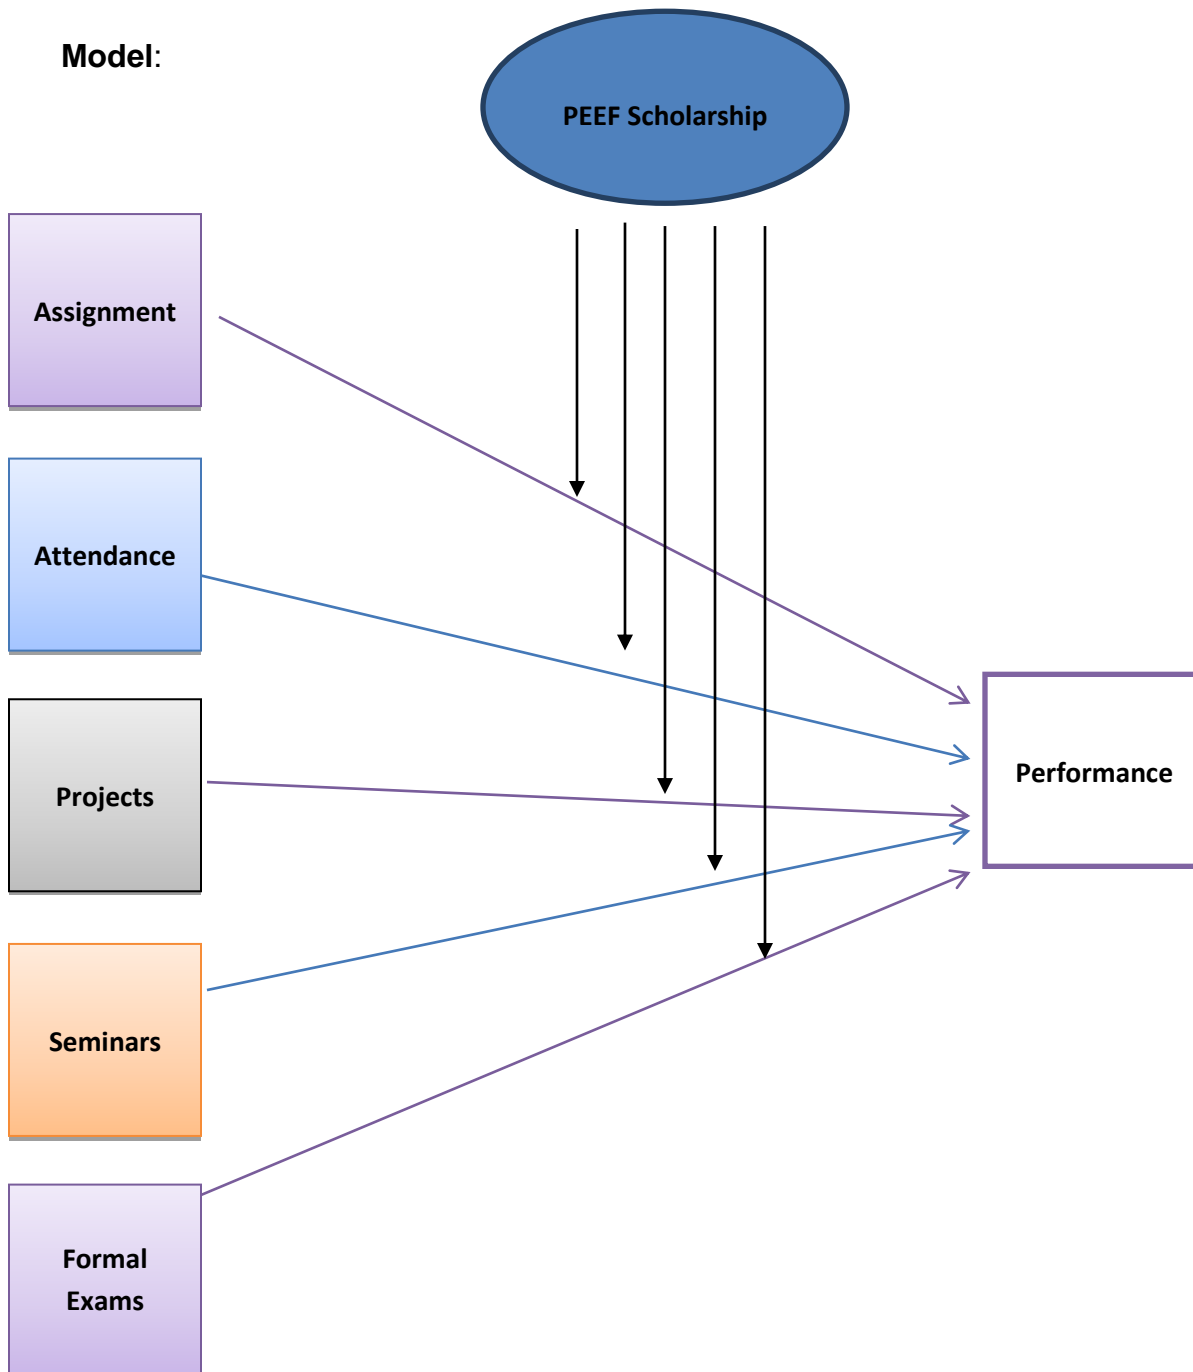 Model:
PEEF Scholarship
Assignment
Attendance
Projects
Performance
Seminars
Formal
Exams